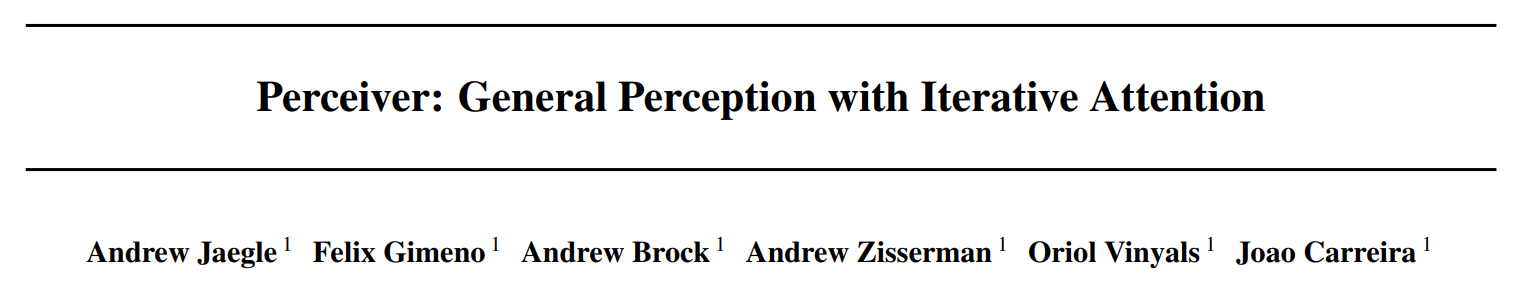 Perceiver: General Perception with Iterative Attention
Andrew Jaegle 1 Felix Gimeno 1 Andrew Brock 1 Andrew Zisserman 1 Oriol Vinyals 1 Joao Carreira 1